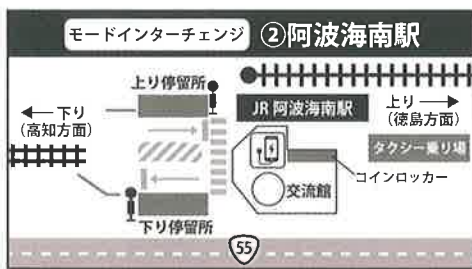 モードインターチェンジ ②阿波海南駅
上り停留所
JR 阿波海南駅
←下り
(高知方面)
上り→
(徳島方面)
タクシー乗り場
コインロッカー
交流館
下り停留所
55